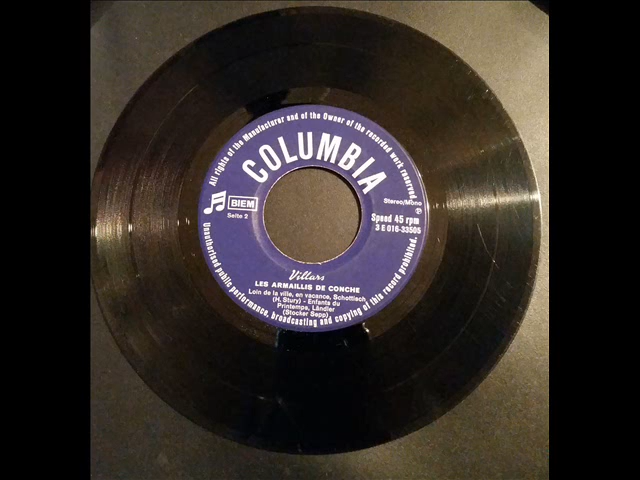 All rights of the Manufacturer and of the Owner of the recorded work reserved.
COLUMBIA
BIEM
Seite 2
Stereo/Mono
Ⓟ
Speed 45 rpm
3 E 016-33505
Villars
LES ARMAILLIS DE CONCHE
Loin de la ville, en vacance, Schottisch
(H. Stury) - Enfants du
Printemps, Ländler
(Stocker Sepp)
Unauthorised public performance, broadcasting and copying of this record prohibited.